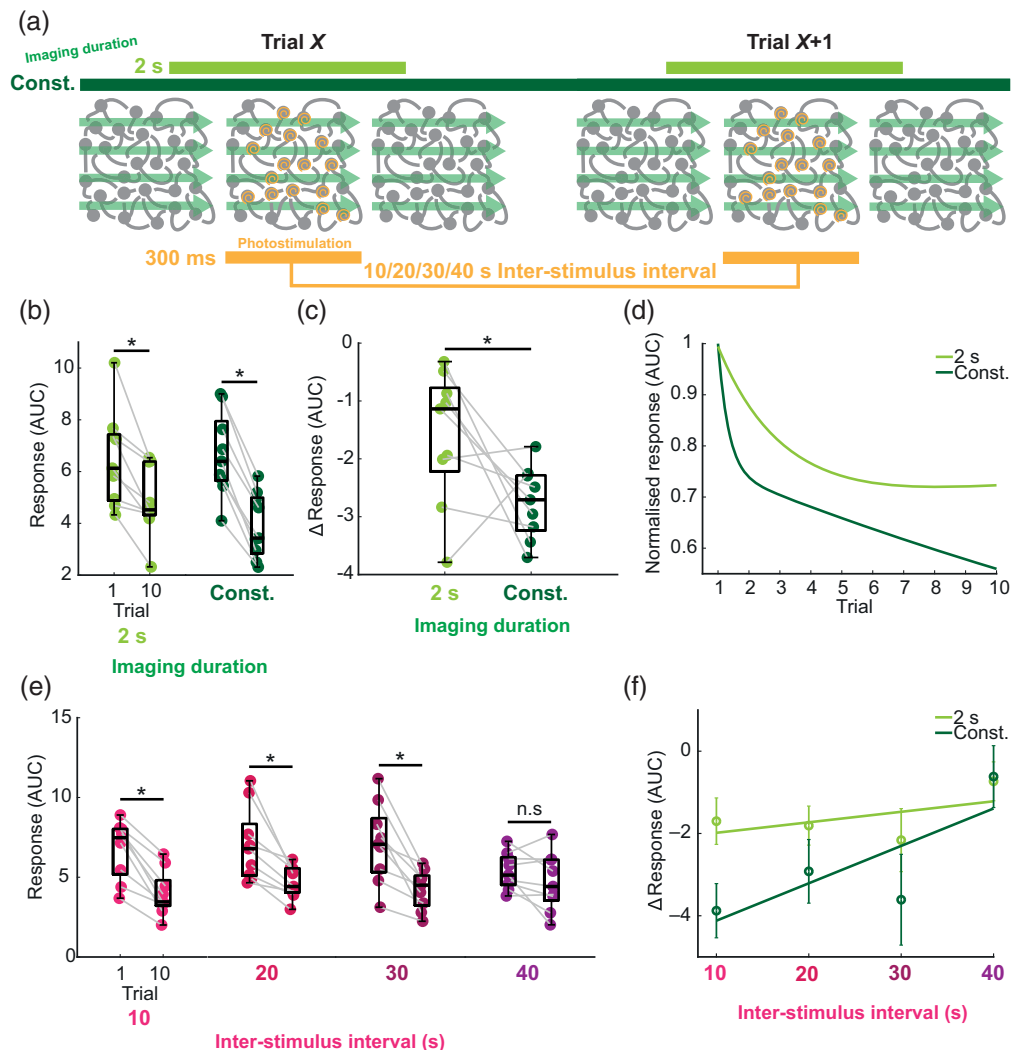 (a)
Imaging duration
Trial X
Trial X+1
2 s
Const.
Photostimulation
300 ms
10/20/30/40 s Inter-stimulus interval
(b)
Response (AUC)
10
8
6
4
2
*
*
1 10
Trial
2 s
Const.
Imaging duration
(c)
Δ Response (AUC)
0
-1
-2
-3
-4
*
2 s
Const.
Imaging duration
(d)
Normalised response (AUC)
1
0.9
0.8
0.7
0.6
2 s
Const.
1 2 3 4 5 6 7 8 9 10
Trial
(e)
Response (AUC)
15
10
5
0
*
*
*
n.s
1 10
Trial
10
20
30
40
Inter-stimulus interval (s)
(f)
Δ Response (AUC)
0
−2
−4
2 s
Const.
10 20 30 40
Inter-stimulus interval (s)